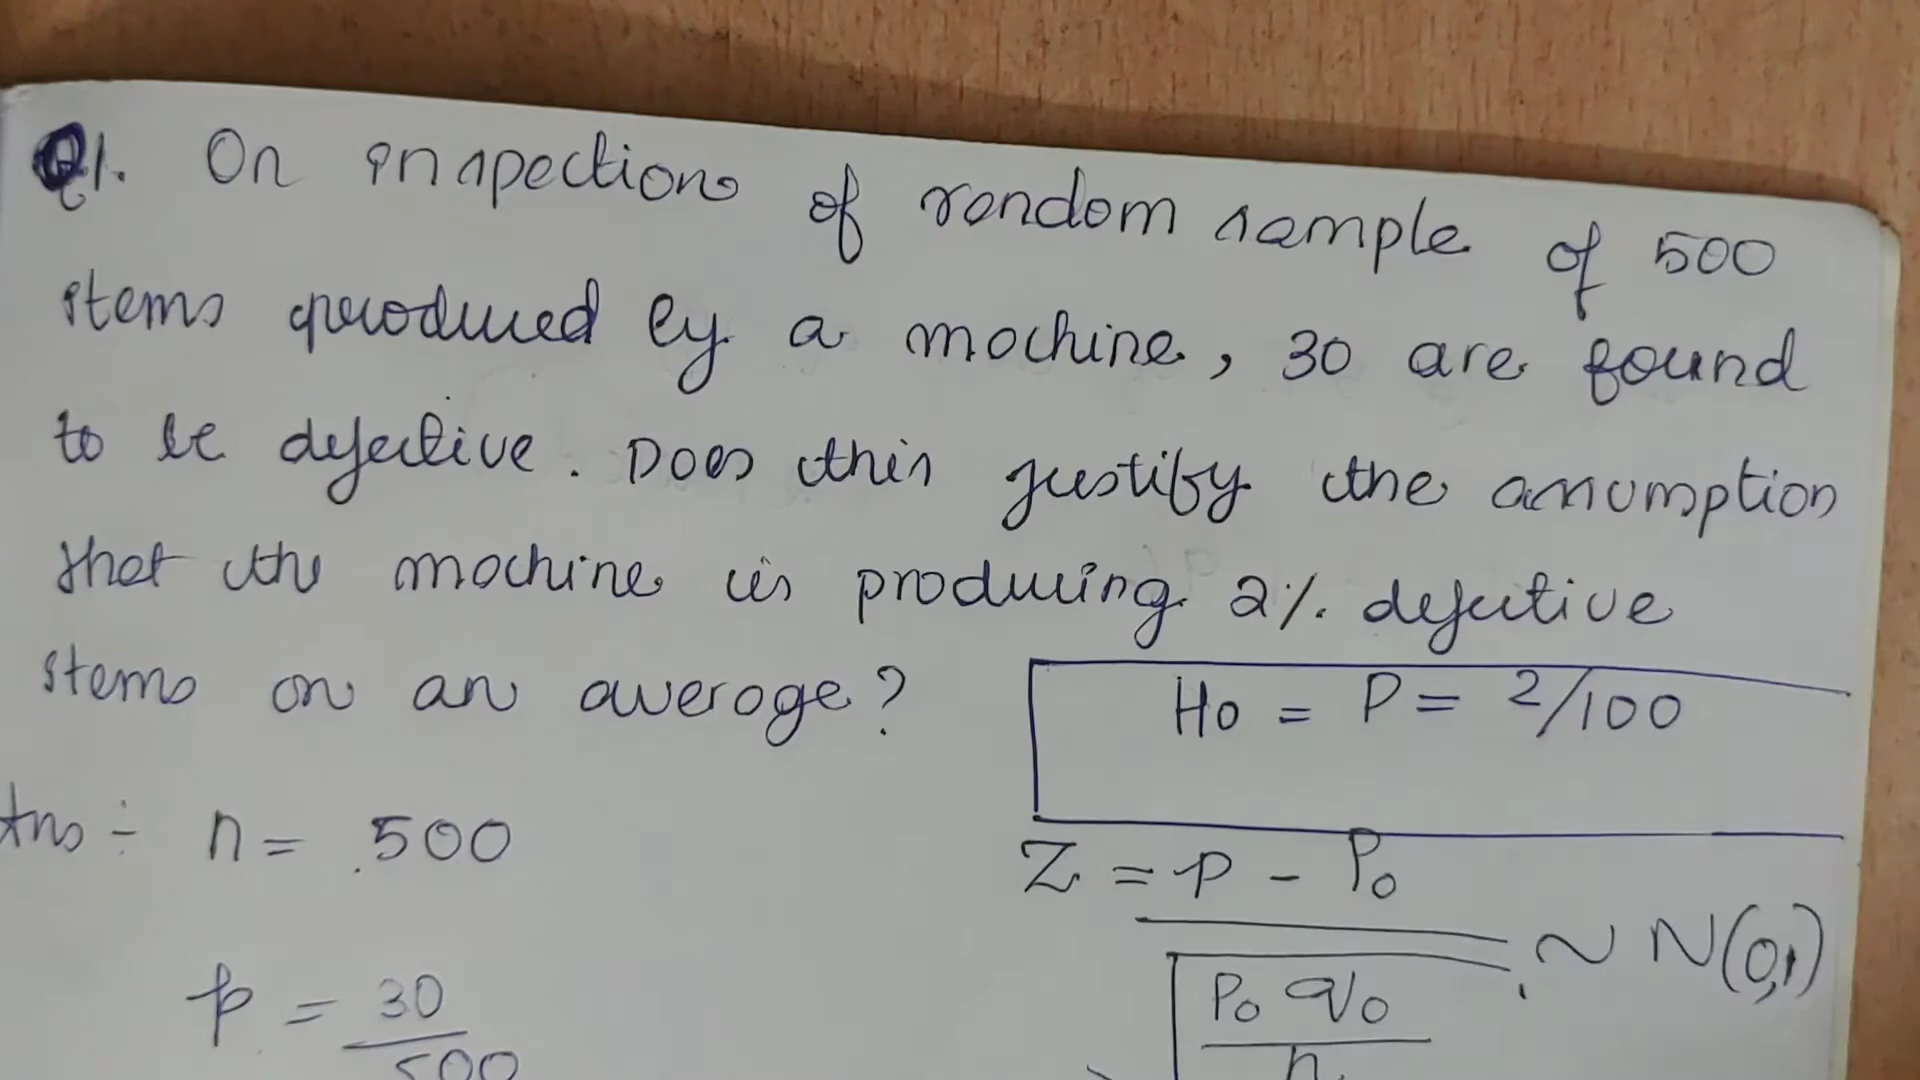 Q1. On inspection of random sample of 500
items produced by a machine, 30 are found
to be defective. Does this justify the assumption
that the machine is producing 2% defective
items on an average?
H0 = P = 2/100
Ans ÷ n = 500
Z = p - P0
~ N(0,1)
P0 q0
n
p = 30
500